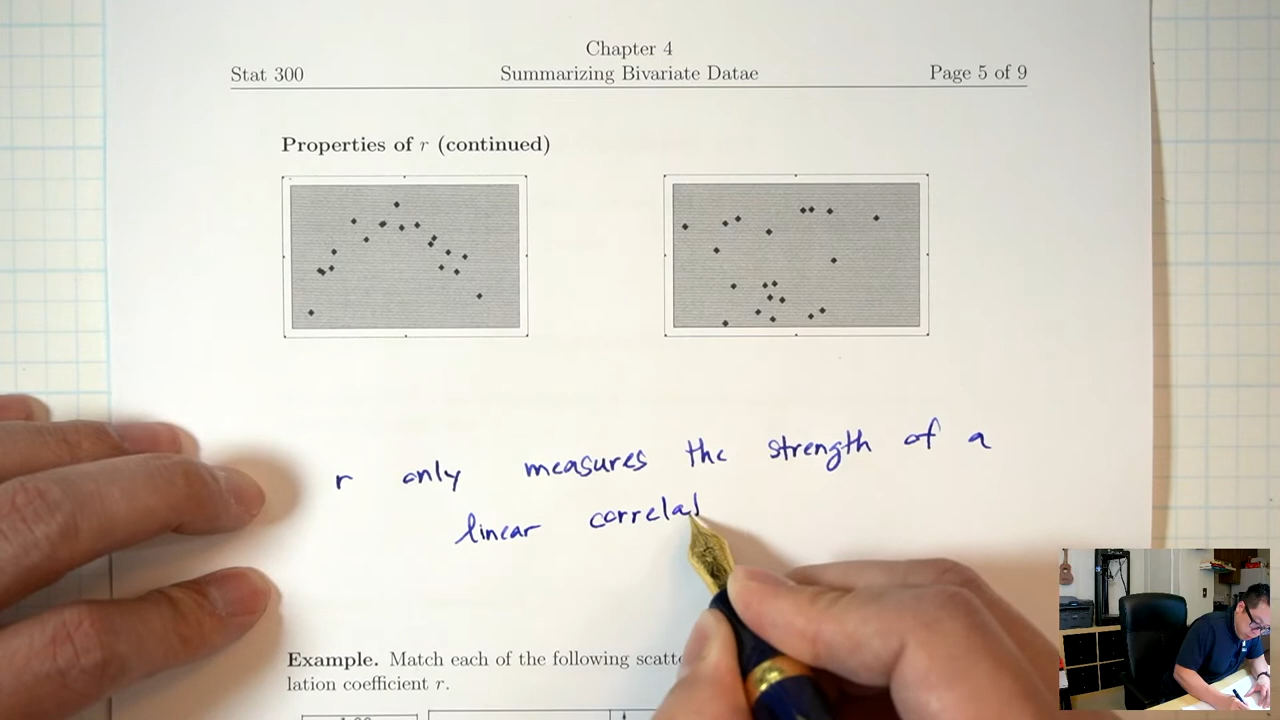 Chapter 4
Stat 300 Summarizing Bivariate Datae Page 5 of 9
Properties of r (continued)
r only measures the strength of a
linear correlat
Example. Match each of the following scatt
lation coefficient r.